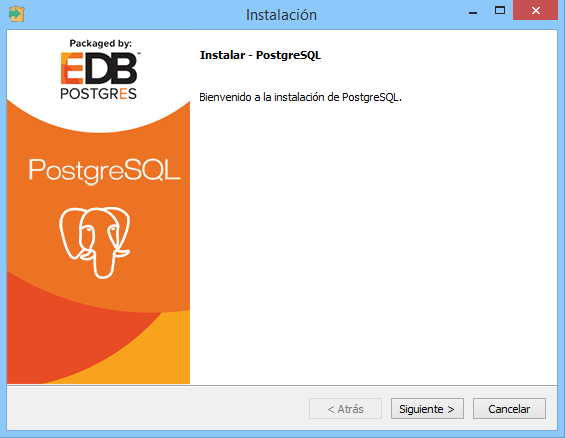 Instalación
Packaged by:
EDB
POSTGRES
PostgreSQL
Instalar - PostgreSQL
Bienvenido a la instalación de PostgreSQL.
< Atrás
Siguiente >
Cancelar